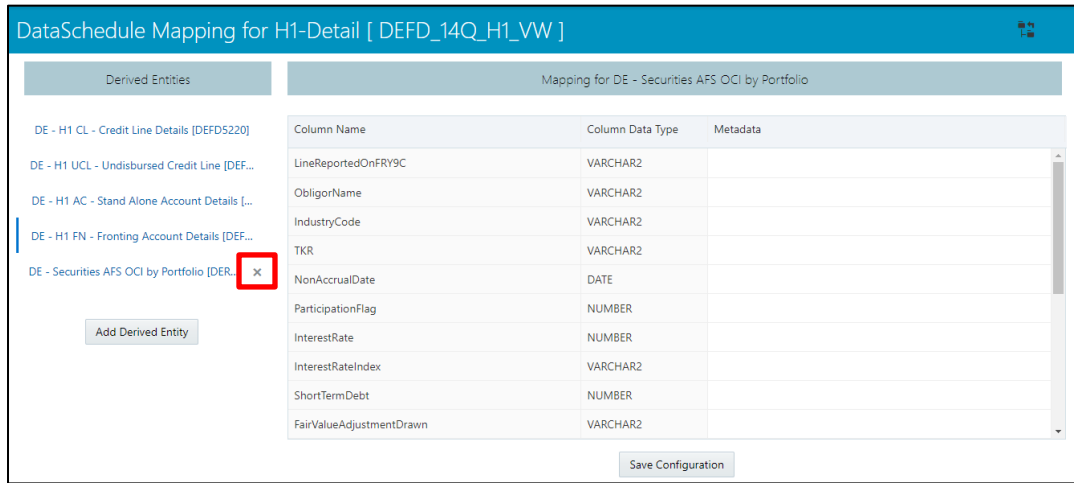 DataSchedule Mapping for H1-Detail [ DEFD_14Q_H1_VW ]
Derived Entities
DE - H1 CL - Credit Line Details [DEFD5220]
DE - H1 UCL - Undisbursed Credit Line [DEF...
DE - H1 AC - Stand Alone Account Details [...
DE - H1 FN - Fronting Account Details [DEF...
DE - Securities AFS OCI by Portfolio [DER...
Add Derived Entity
Mapping for DE - Securities AFS OCI by Portfolio
Column Name Column Data Type Metadata
LineReportedOnFRY9C VARCHAR2
ObligorName VARCHAR2
IndustryCode VARCHAR2
TKR VARCHAR2
NonAccrualDate DATE
ParticipationFlag NUMBER
InterestRate NUMBER
InterestRateIndex VARCHAR2
ShortTermDebt NUMBER
FairValueAdjustmentDrawn VARCHAR2
Save Configuration